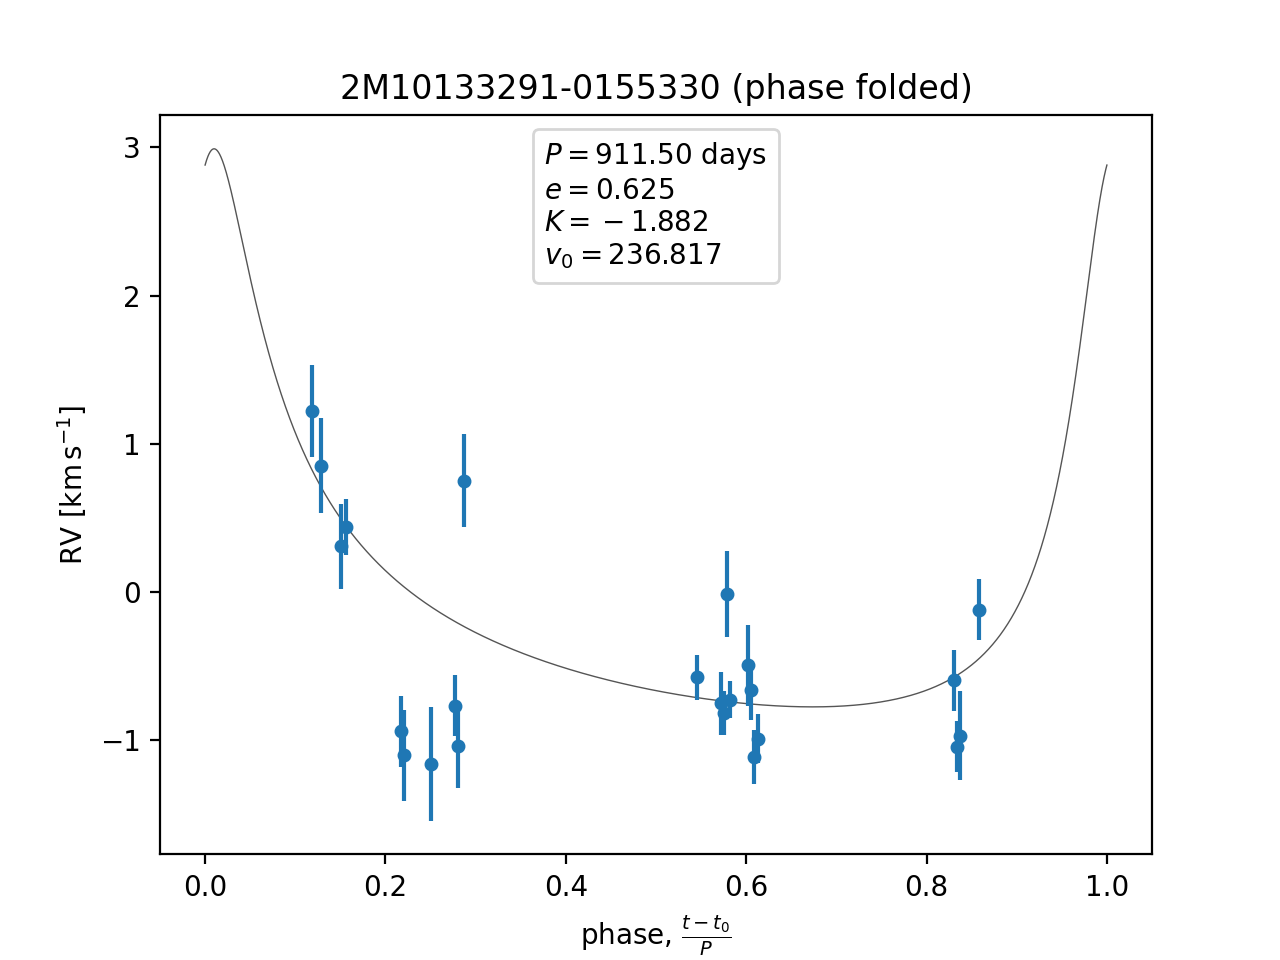 2M10133291-0155330 (phase folded)
P = 911.50 days
e = 0.625
K = −1.882
v₀ = 236.817
RV [km s⁻¹]
3
2
1
0
−1
0.0 0.2 0.4 0.6 0.8 1.0
phase, (t − t₀)/P